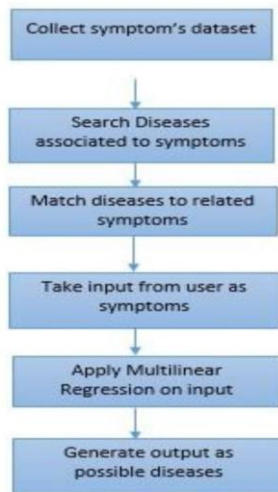 Collect symptom's dataset
Search Diseases
associated to symptoms
Match diseases to related
symptoms
Take input from user as
symptoms
Apply Multilinear
Regression on input
Generate output as
possible diseases